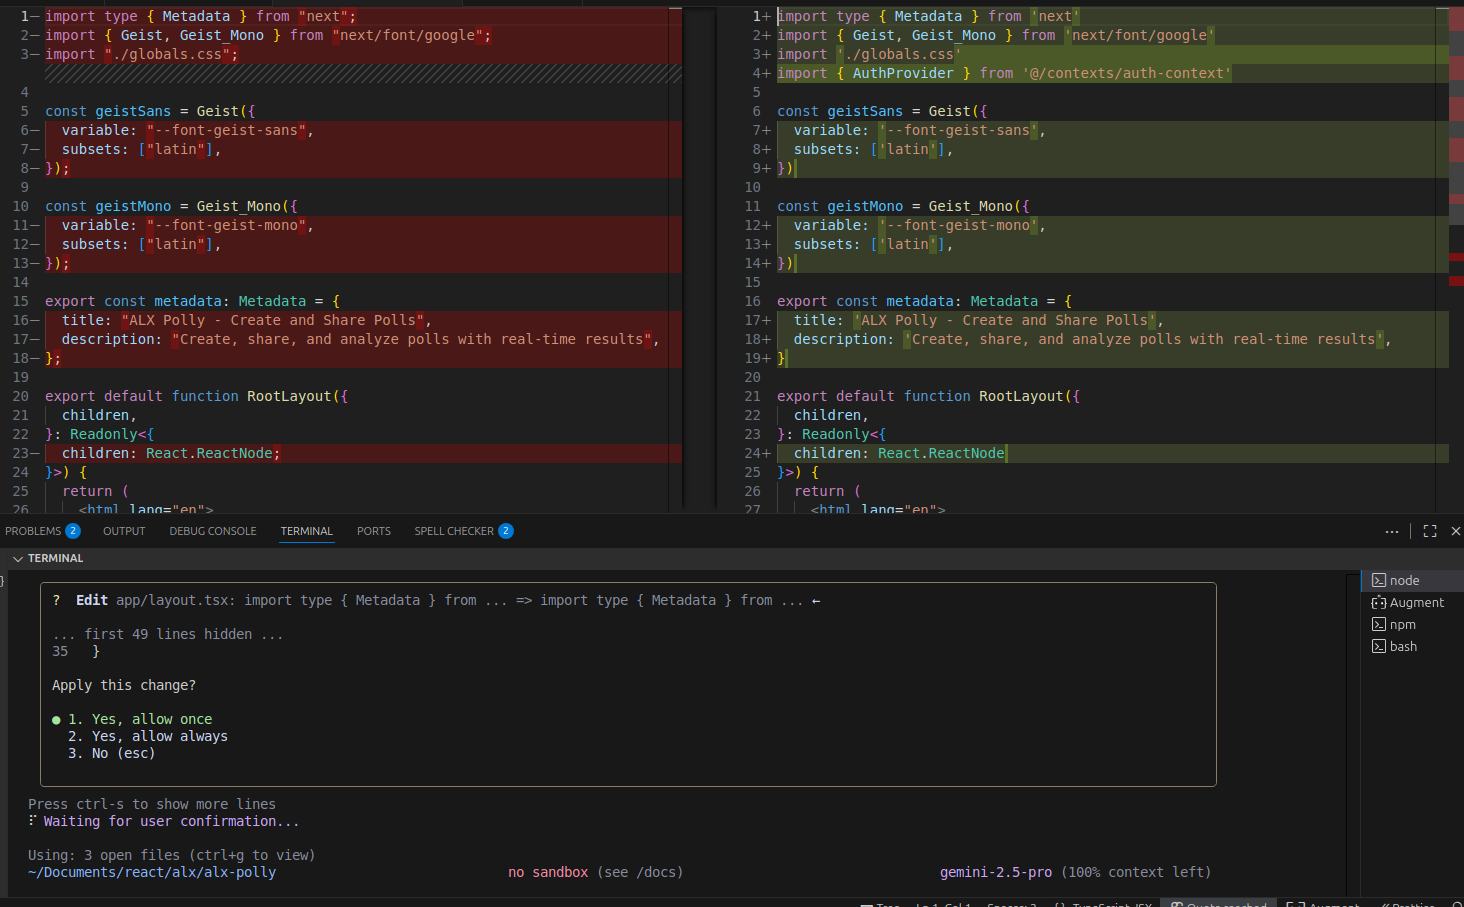 1— import type { Metadata } from "next";
2— import { Geist, Geist_Mono } from "next/font/google";
3— import "./globals.css";
4
5 const geistSans = Geist({
6—   variable: "--font-geist-sans",
7—   subsets: ["latin"],
8— });
9
10 const geistMono = Geist_Mono({
11—   variable: "--font-geist-mono",
12—   subsets: ["latin"],
13— });
14
15 export const metadata: Metadata = {
16—   title: "ALX Polly - Create and Share Polls",
17—   description: "Create, share, and analyze polls with real-time results",
18— };
19
20 export default function RootLayout({
21   children,
22 }: Readonly<{
23—   children: React.ReactNode;
24 }>) {
25   return (
26     <html lang="en">
1+ import type { Metadata } from 'next'
2+ import { Geist, Geist_Mono } from 'next/font/google'
3+ import './globals.css'
4+ import { AuthProvider } from '@/contexts/auth-context'
5
6 const geistSans = Geist({
7+   variable: '--font-geist-sans',
8+   subsets: ['latin'],
9+ })
10
11 const geistMono = Geist_Mono({
12+   variable: '--font-geist-mono',
13+   subsets: ['latin'],
14+ })
15
16 export const metadata: Metadata = {
17+   title: 'ALX Polly - Create and Share Polls',
18+   description: 'Create, share, and analyze polls with real-time results',
19+ }
20
21 export default function RootLayout({
22   children,
23 }: Readonly<{
24+   children: React.ReactNode
25 }>) {
26   return (
27     <html lang="en">
PROBLEMS 2 OUTPUT DEBUG CONSOLE TERMINAL PORTS SPELL CHECKER 2
TERMINAL
? Edit app/layout.tsx: import type { Metadata } from ... => import type { Metadata } from ... ←
... first 49 lines hidden ...
35   }
Apply this change?
● 1. Yes, allow once
2. Yes, allow always
3. No (esc)
Press ctrl-s to show more lines
⠏ Waiting for user confirmation...
Using: 3 open files (ctrl+g to view)
~/Documents/react/alx/alx-polly no sandbox (see /docs) gemini-2.5-pro (100% context left)
node
Augment
npm
bash